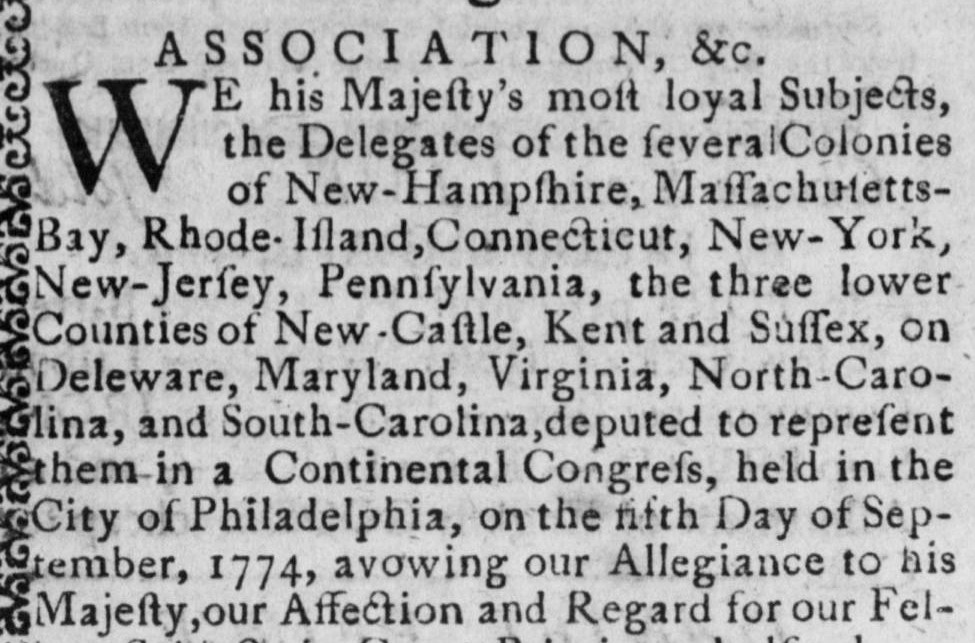 ASSOCIATION, &c.
WE his Majeſty's moſt loyal Subjects,
the Delegates of the ſeveral Colonies
of New-Hampſhire, Maſſachuſetts-
Bay, Rhode-Iſland, Connecticut, New-York,
New-Jerſey, Pennſylvania, the three lower
Counties of New-Caſtle, Kent and Suſſex, on
Deleware, Maryland, Virginia, North-Caro-
lina, and South-Carolina, deputed to repreſent
them in a Continental Congreſs, held in the
City of Philadelphia, on the fifth Day of Sep-
tember, 1774, avowing our Allegiance to his
Majeſty, our Affection and Regard for our Fel-